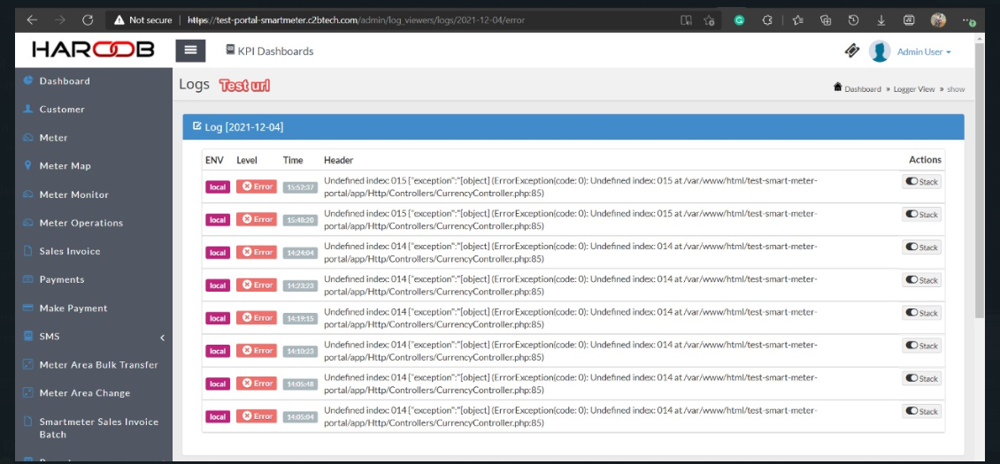 Not secure | https://test-portal-smartmeter.c2btech.com/admin/log_viewers/logs/2021-12-04/error
HAROOB
KPI Dashboards
Admin User
Dashboard
Customer
Meter
Meter Map
Meter Monitor
Meter Operations
Sales Invoice
Payments
Make Payment
SMS
Meter Area Bulk Transfer
Meter Area Change
Smartmeter Sales Invoice
Batch
Logs Test url
Dashboard » Logger View » show
Log [2021-12-04]
ENV Level Time Header Actions
local Error 15:52:37 Undefined index: 015 {"exception":"[object] (ErrorException(code: 0): Undefined index: 015 at /var/www/html/test-smart-meter- Stack
portal/app/Http/Controllers/CurrencyController.php:85)
local Error 15:48:20 Undefined index: 015 {"exception":"[object] (ErrorException(code: 0): Undefined index: 015 at /var/www/html/test-smart-meter- Stack
portal/app/Http/Controllers/CurrencyController.php:85)
local Error 14:24:04 Undefined index: 014 {"exception":"[object] (ErrorException(code: 0): Undefined index: 014 at /var/www/html/test-smart-meter- Stack
portal/app/Http/Controllers/CurrencyController.php:85)
local Error 14:23:23 Undefined index: 014 {"exception":"[object] (ErrorException(code: 0): Undefined index: 014 at /var/www/html/test-smart-meter- Stack
portal/app/Http/Controllers/CurrencyController.php:85)
local Error 14:19:15 Undefined index: 014 {"exception":"[object] (ErrorException(code: 0): Undefined index: 014 at /var/www/html/test-smart-meter- Stack
portal/app/Http/Controllers/CurrencyController.php:85)
local Error 14:10:23 Undefined index: 014 {"exception":"[object] (ErrorException(code: 0): Undefined index: 014 at /var/www/html/test-smart-meter- Stack
portal/app/Http/Controllers/CurrencyController.php:85)
local Error 14:05:48 Undefined index: 014 {"exception":"[object] (ErrorException(code: 0): Undefined index: 014 at /var/www/html/test-smart-meter- Stack
portal/app/Http/Controllers/CurrencyController.php:85)
local Error 14:05:04 Undefined index: 014 {"exception":"[object] (ErrorException(code: 0): Undefined index: 014 at /var/www/html/test-smart-meter- Stack
portal/app/Http/Controllers/CurrencyController.php:85)